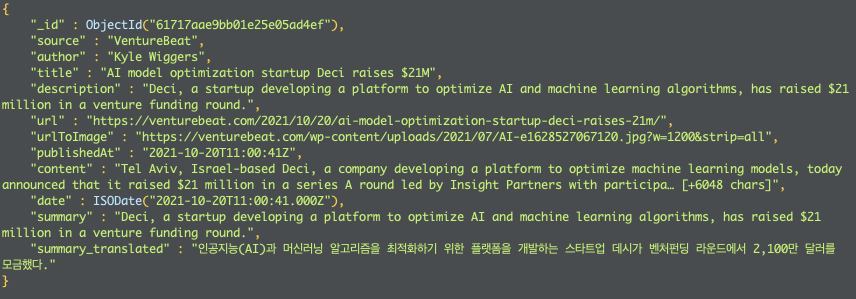 {
    "_id" : ObjectId("61717aae9bb01e25e05ad4ef"),
    "source" : "VentureBeat",
    "author" : "Kyle Wiggers",
    "title" : "AI model optimization startup Deci raises $21M",
    "description" : "Deci, a startup developing a platform to optimize AI and machine learning algorithms, has raised $21
million in a venture funding round.",
    "url" : "https://venturebeat.com/2021/10/20/ai-model-optimization-startup-deci-raises-21m/",
    "urlToImage" : "https://venturebeat.com/wp-content/uploads/2021/07/AI-e1628527067120.jpg?w=1200&strip=all",
    "publishedAt" : "2021-10-20T11:00:41Z",
    "content" : "Tel Aviv, Israel-based Deci, a company developing a platform to optimize machine learning models, today
announced that it raised $21 million in a series A round led by Insight Partners with participa… [+6048 chars]",
    "date" : ISODate("2021-10-20T11:00:41.000Z"),
    "summary" : "Deci, a startup developing a platform to optimize AI and machine learning algorithms, has raised $21
million in a venture funding round.",
    "summary_translated" : "인공지능(AI)과 머신러닝 알고리즘을 최적화하기 위한 플랫폼을 개발하는 스타트업 데시가 벤처펀딩 라운드에서 2,100만 달러를
모금했다."
}